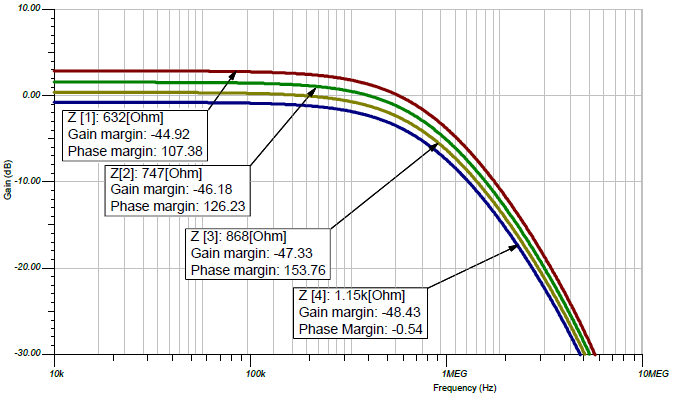 10.00
0.00
Z [1]: 632[Ohm]
Gain margin: -44.92
Phase margin: 107.38
Z[2]: 747[Ohm]
Gain margin: -46.18
Phase margin: 126.23
Gain (dB)
-10.00
Z [3]: 868[Ohm]
Gain margin: -47.33
Phase margin: 153.76
-20.00
Z [4]: 1.15k[Ohm]
Gain margin: -48.43
Phase Margin: -0.54
-30.00
10k 100k 1MEG 10MEG
Frequency (Hz)